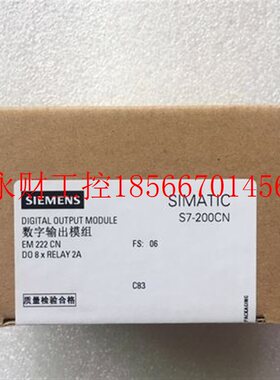 SIEMENS
SIMATIC
S7-200CN
DIGITAL OUTPUT MODULE
数字输出模组
EM 222 CN
FS: 06
DO 8 x RELAY 2A
C83
质量检验合格
PACKAGING
永财工控18566701456